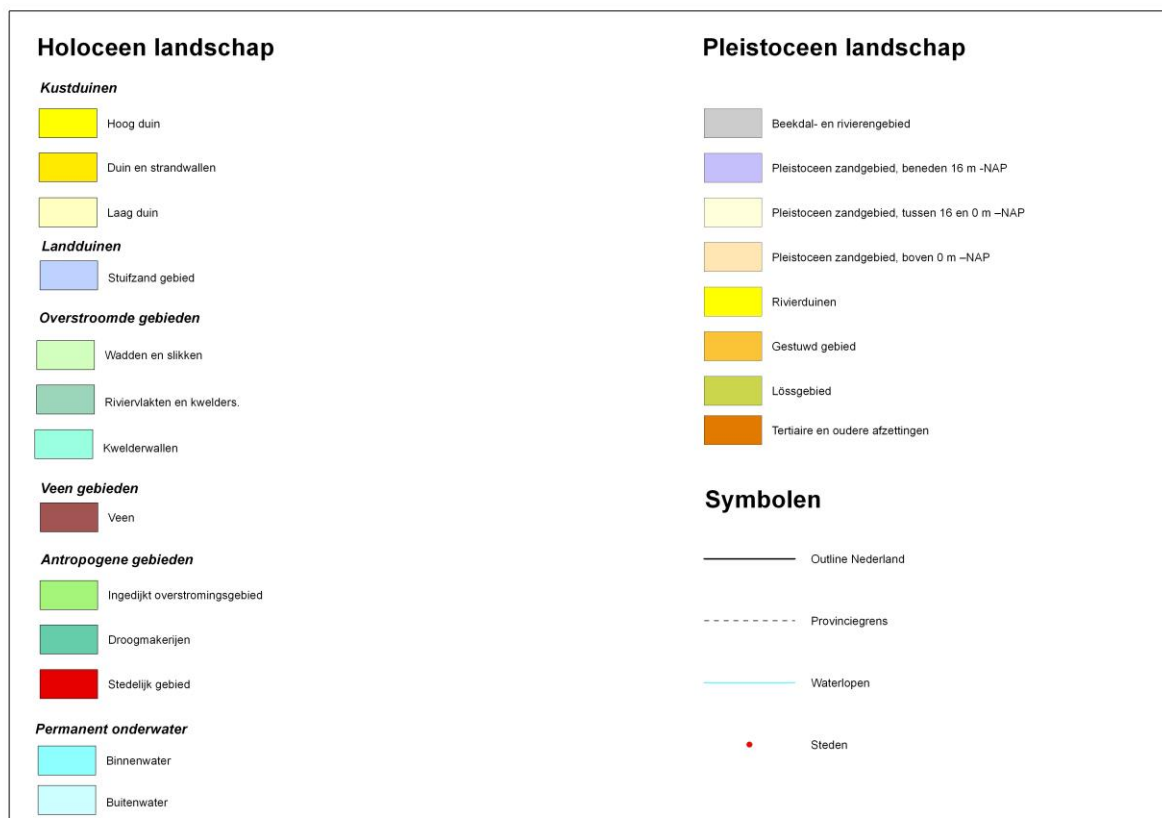 Holoceen landschap
Kustduinen
Hoog duin
Duin en strandwallen
Laag duin
Landduinen
Stuifzand gebied
Overstroomde gebieden
Wadden en slikken
Riviervlakten en kwelders.
Kwelderwallen
Veen gebieden
Veen
Antropogene gebieden
Ingedijkt overstromingsgebied
Droogmakerijen
Stedelijk gebied
Permanent onderwater
Binnenwater
Buitenwater
Pleistoceen landschap
Beekdal- en rivierengebied
Pleistoceen zandgebied, beneden 16 m -NAP
Pleistoceen zandgebied, tussen 16 en 0 m –NAP
Pleistoceen zandgebied, boven 0 m –NAP
Rivierduinen
Gestuwd gebied
Lössgebied
Tertiaire en oudere afzettingen
Symbolen
Outline Nederland
Provinciegrens
Waterlopen
Steden